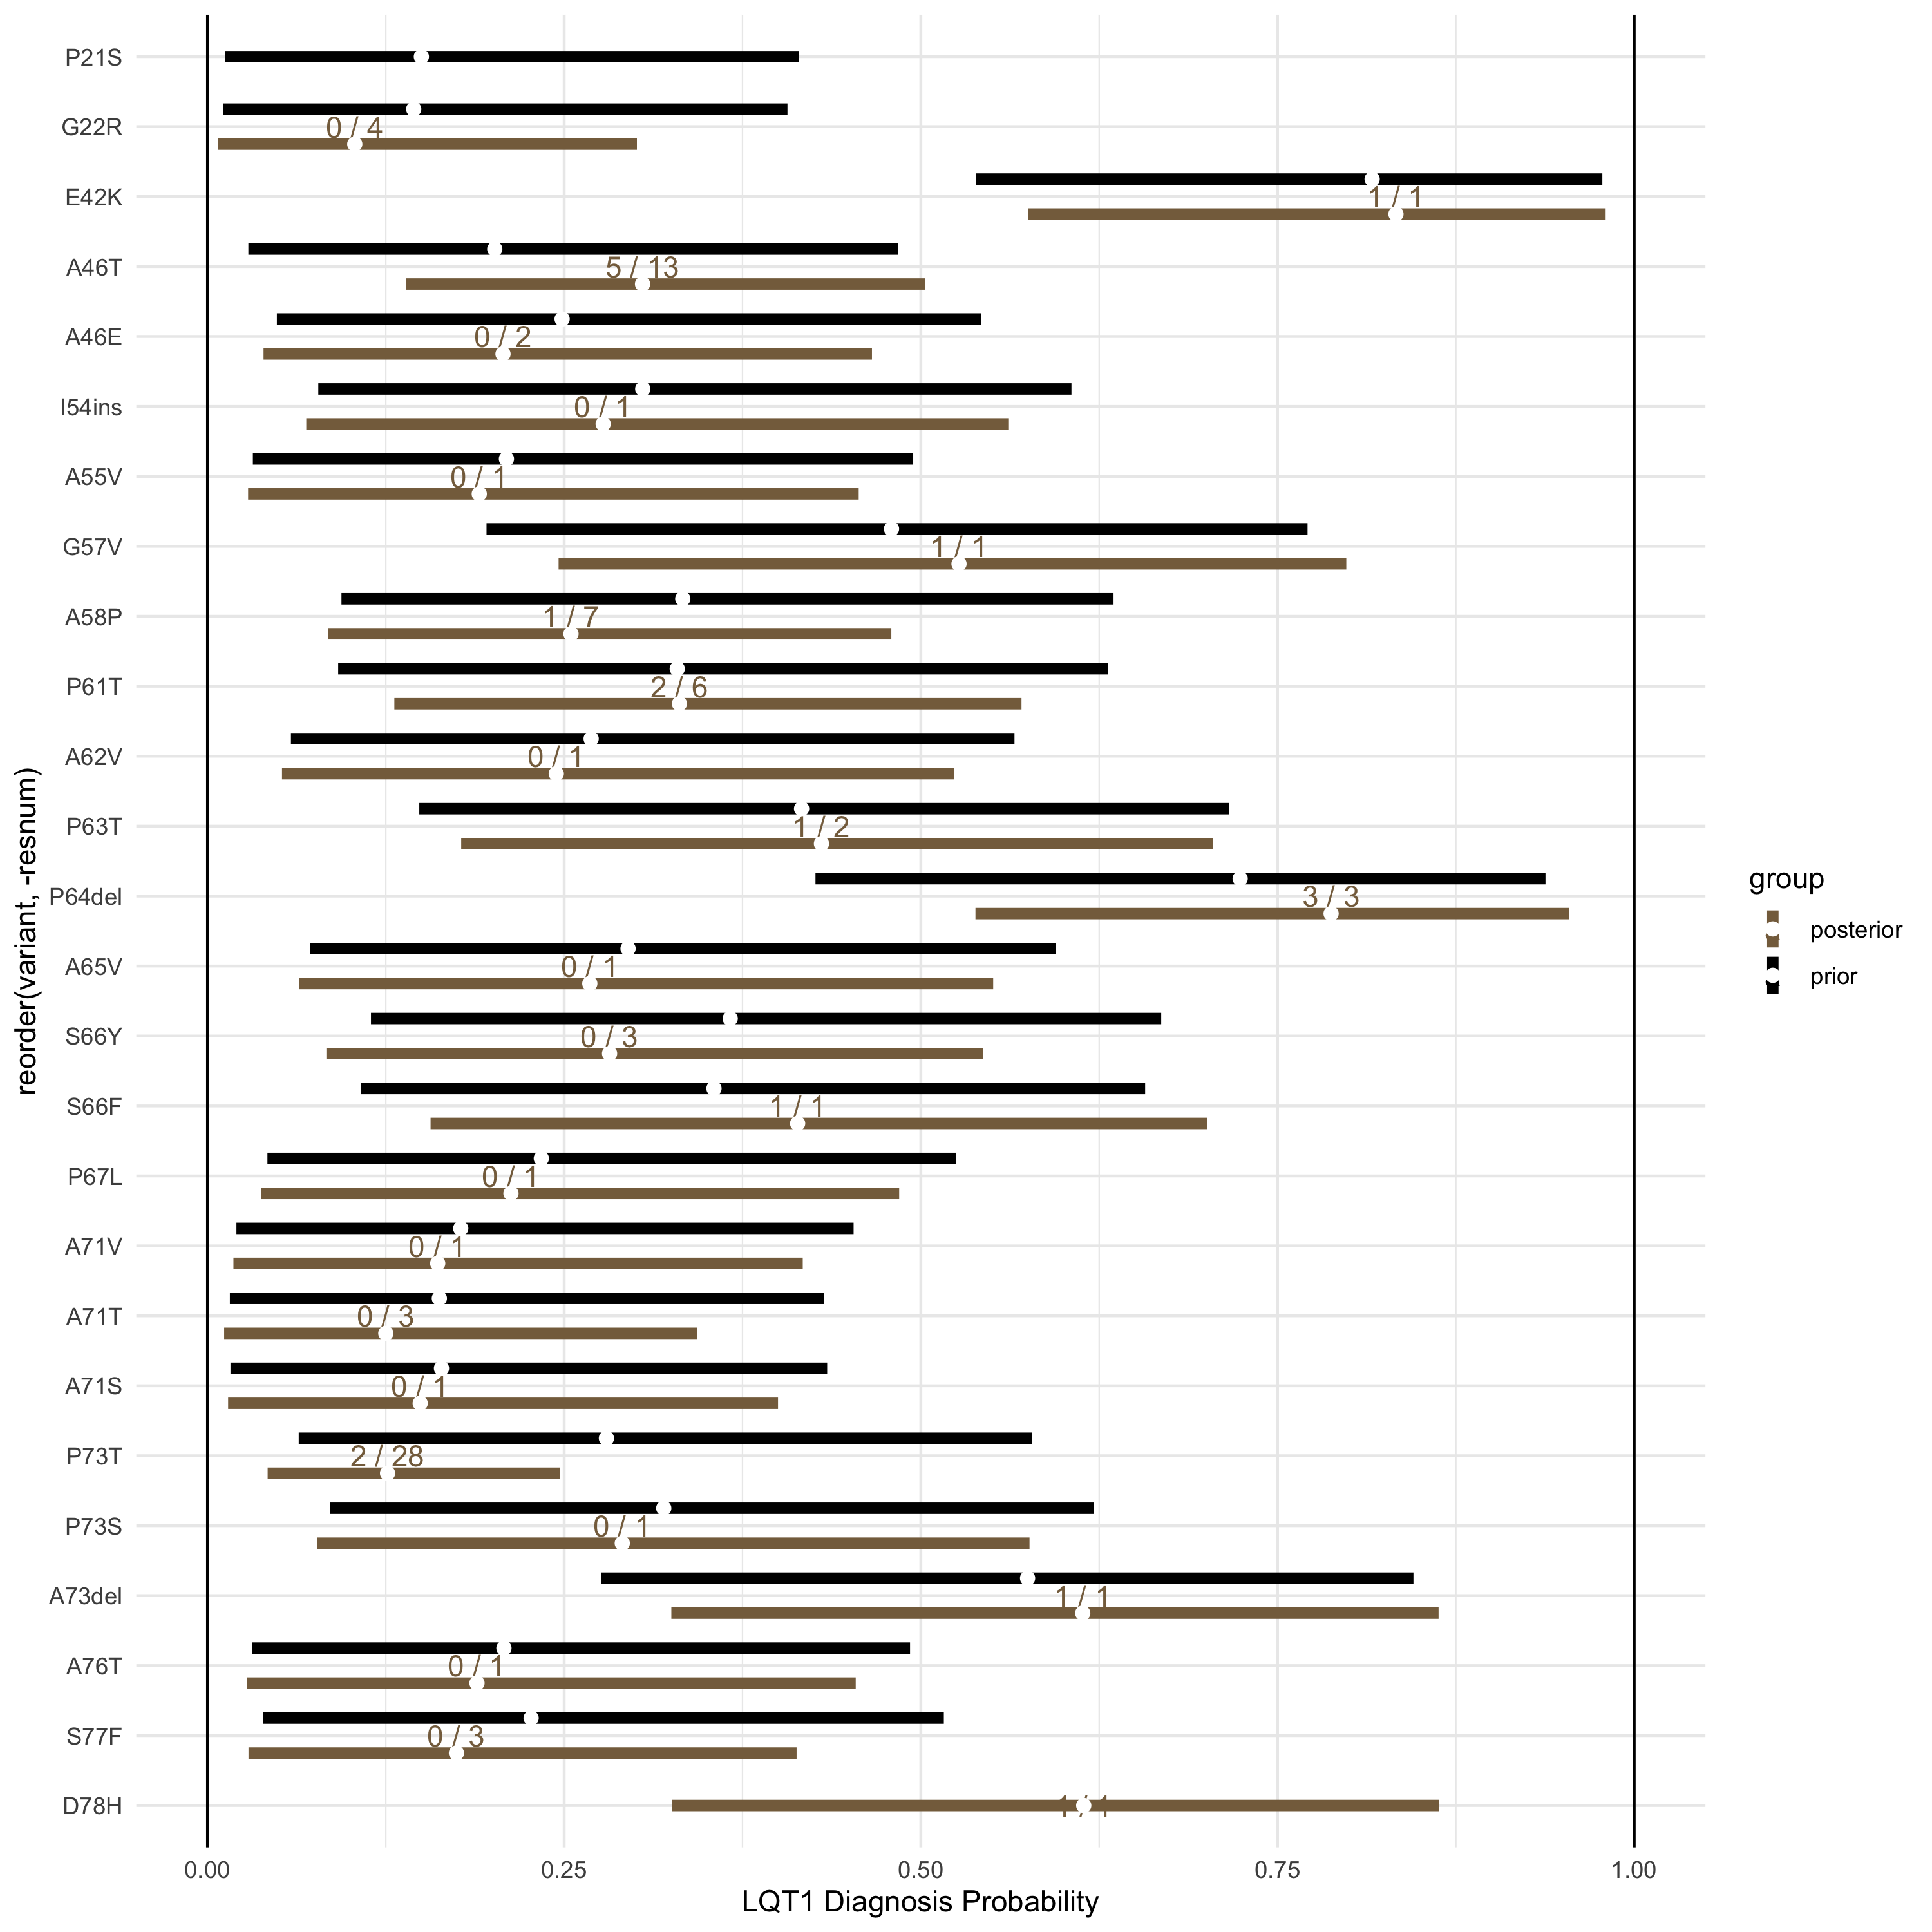 P21S
G22R
0 / 4
E42K
1 / 1
A46T
5 / 13
A46E
0 / 2
I54ins
0 / 1
A55V
0 / 1
G57V
1 / 1
A58P
1 / 7
P61T
2 / 6
A62V
0 / 1
P63T
1 / 2
P64del
3 / 3
A65V
0 / 1
S66Y
0 / 3
S66F
1 / 1
P67L
0 / 1
A71V
0 / 1
A71T
0 / 3
A71S
0 / 1
P73T
2 / 28
P73S
0 / 1
A73del
1 / 1
A76T
0 / 1
S77F
0 / 3
D78H
1 / 1
reorder(variant, -resnum)
0.00 0.25 0.50 0.75 1.00
LQT1 Diagnosis Probability
group
posterior
prior